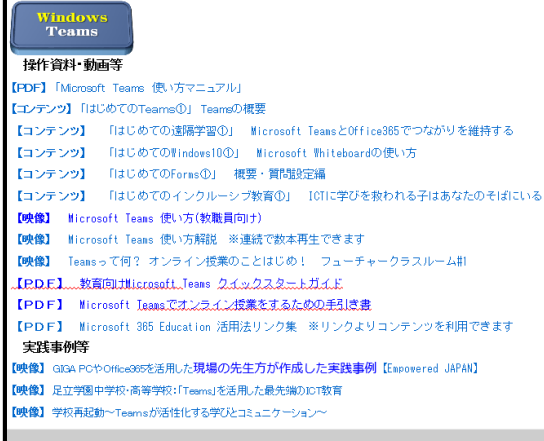 Windows
Teams
操作資料・動画等
【PDF】「Microsoft Teams 使い方マニュアル」
【コンテンツ】「はじめてのTeams①」 Teamsの概要
【コンテンツ】 「はじめての遠隔学習①」 Microsoft TeamsとOffice365でつながりを維持する
【コンテンツ】 「はじめてのWindows10①」 Microsoft Whiteboardの使い方
【コンテンツ】 「はじめてのForms①」 概要・質問設定編
【コンテンツ】 「はじめてのインクルーシブ教育①」 ICTに学びを救われる子はあなたのそばにいる
【映像】 Microsoft Teams 使い方(教職員向け)
【映像】 Microsoft Teams 使い方解説 ※連続で数本再生できます
【映像】 Teamsって何? オンライン授業のことはじめ! フューチャークラスルーム#1
【PDF】 教育向けMicrosoft Teams クイックスタートガイド
【PDF】 Microsoft Teamsでオンライン授業をするための手引き書
【PDF】 Microsoft 365 Education 活用法リンク集 ※リンクよりコンテンツを利用できます
実践事例等
【映像】 GIGA PCやOffice365を活用した現場の先生方が作成した実践事例【Empowered JAPAN】
【映像】 足立学園中学校・高等学校:「Teams」を活用した最先端のICT教育
【映像】 学校再起動～Teamsが活性化する学びとコミュニケーション～